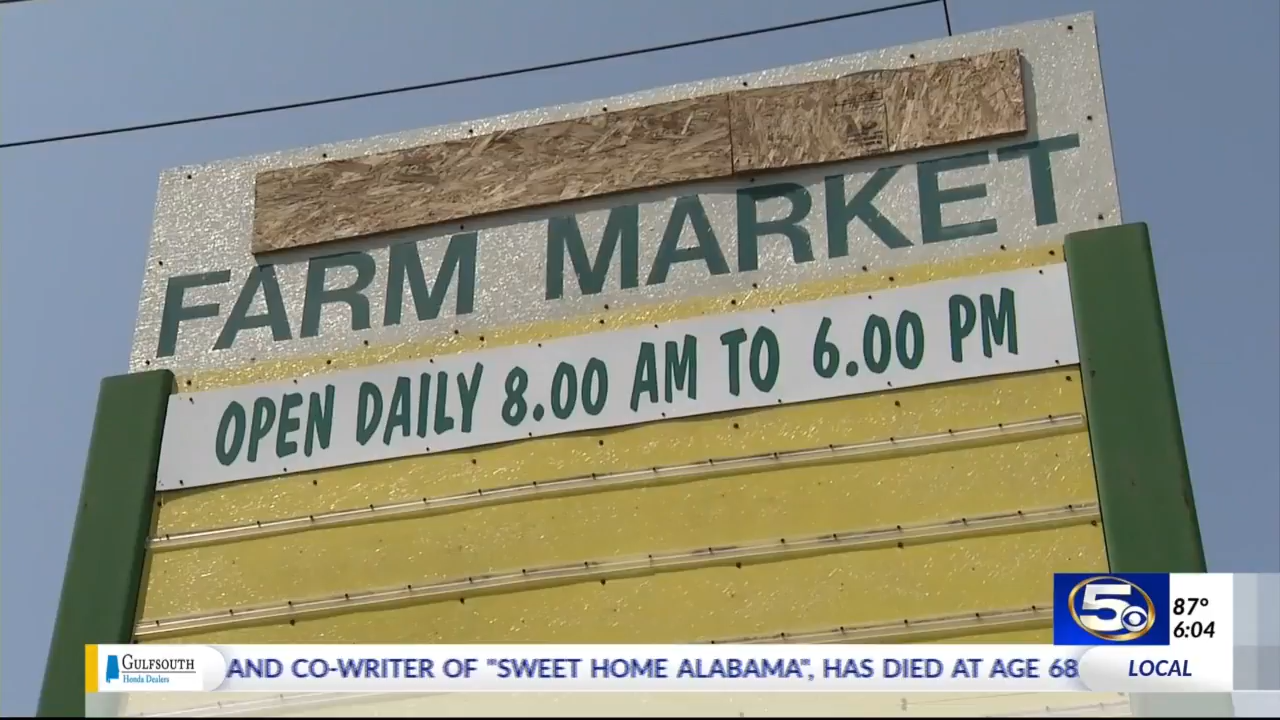 FARM MARKET
OPEN DAILY 8.00 AM TO 6.00 PM
5
87°
6:04
GULFSOUTH
Honda Dealers
AND CO-WRITER OF "SWEET HOME ALABAMA", HAS DIED AT AGE 68
LOCAL